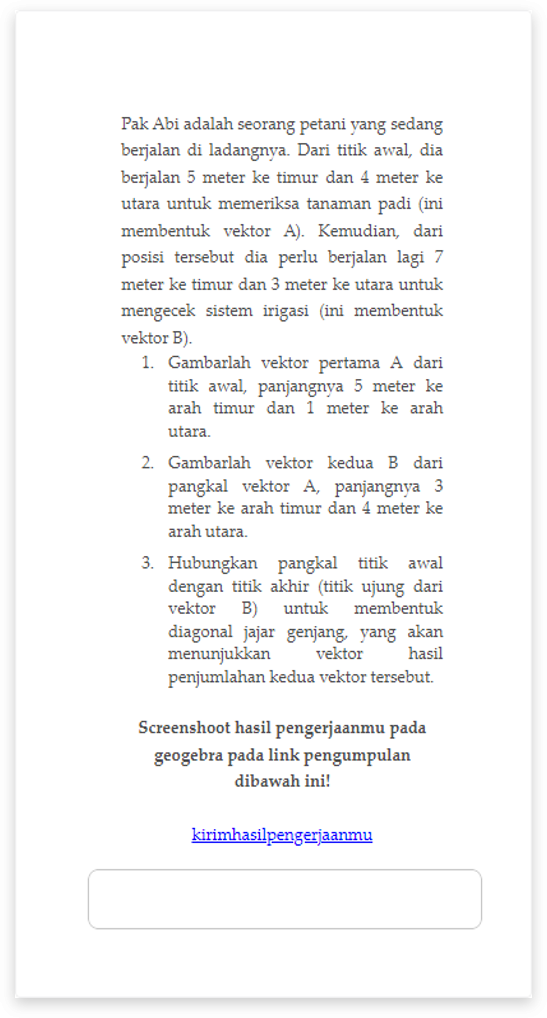 Pak Abi adalah seorang petani yang sedang
berjalan di ladangnya. Dari titik awal, dia
berjalan 5 meter ke timur dan 4 meter ke
utara untuk memeriksa tanaman padi (ini
membentuk vektor A). Kemudian, dari
posisi tersebut dia perlu berjalan lagi 7
meter ke timur dan 3 meter ke utara untuk
mengecek sistem irigasi (ini membentuk
vektor B).
1. Gambarlah vektor pertama A dari
titik awal, panjangnya 5 meter ke
arah timur dan 1 meter ke arah
utara.
2. Gambarlah vektor kedua B dari
pangkal vektor A, panjangnya 3
meter ke arah timur dan 4 meter ke
arah utara.
3. Hubungkan pangkal titik awal
dengan titik akhir (titik ujung dari
vektor B) untuk membentuk
diagonal jajar genjang, yang akan
menunjukkan vektor hasil
penjumlahan kedua vektor tersebut.
Screenshoot hasil pengerjaanmu pada
geogebra pada link pengumpulan
dibawah ini!
kirimhasilpengerjaanmu